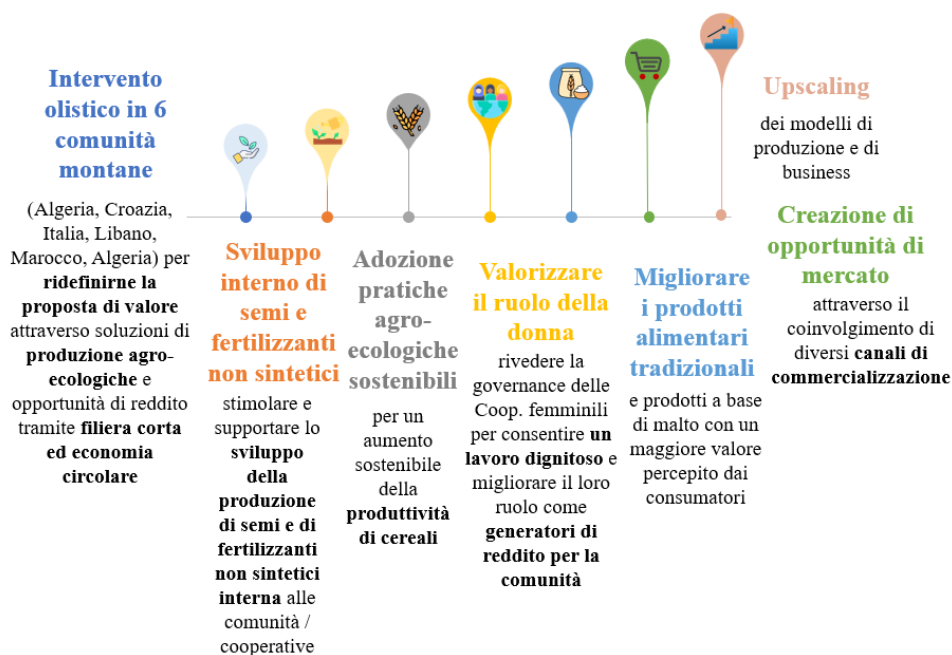 Intervento
olistico in 6
comunità
montane
(Algeria, Croazia,
Italia, Libano,
Marocco, Algeria) per
ridefinirne la
proposta di valore
attraverso soluzioni di
produzione agro-
ecologiche e
opportunità di reddito
tramite filiera corta
ed economia
circolare
Sviluppo
interno di
semi e
fertilizzanti
non sintetici
stimolare e
supportare lo
sviluppo
della
produzione
di semi e di
fertilizzanti
non sintetici
interna alle
comunità /
cooperative
Adozione
pratiche
agro-
ecologiche
sostenibili
per un
aumento
sostenibile
della
produttività
di cereali
Valorizzare
il ruolo della
donna
rivedere la
governance delle
Coop. femminili
per consentire un
lavoro dignitoso e
migliorare il loro
ruolo come
generatori di
reddito per la
comunità
Migliorare
i prodotti
alimentari
tradizionali
e prodotti a base
di malto con un
maggiore valore
percepito dai
consumatori
Creazione di
opportunità di
mercato
attraverso il
coinvolgimento di
diversi canali di
commercializzazione
Upscaling
dei modelli di
produzione e di
business